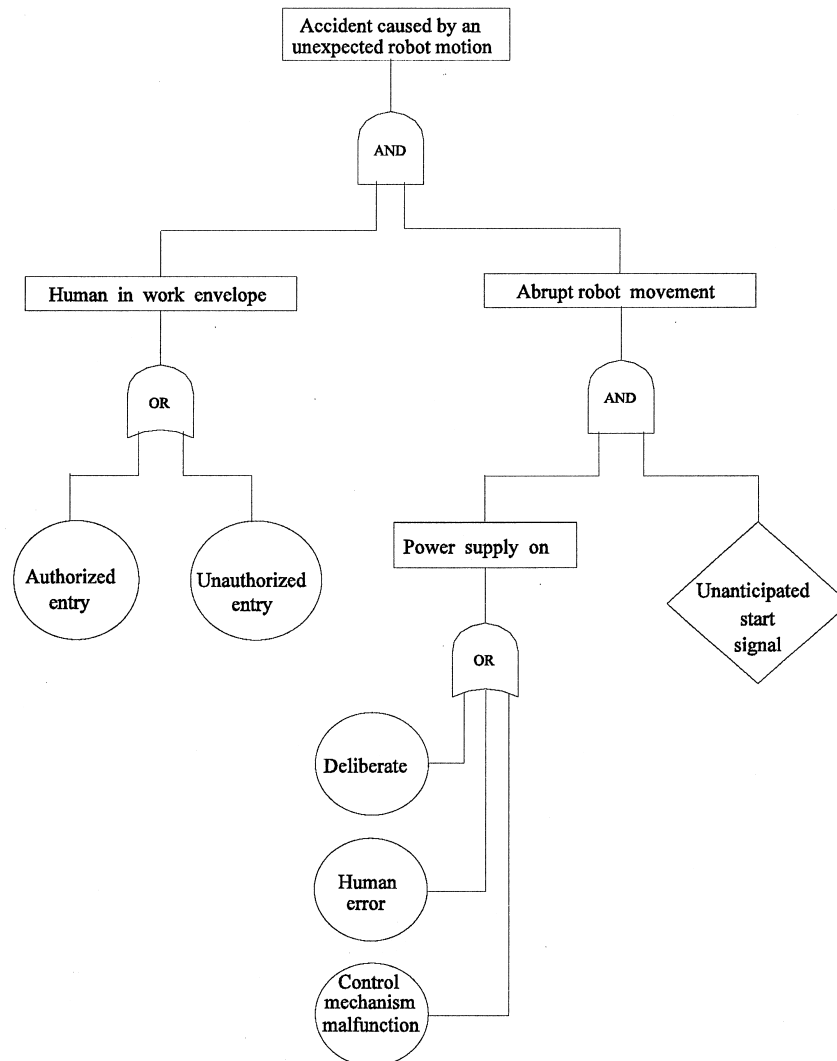 Accident caused by an
unexpected robot motion
AND
Human in work envelope
Abrupt robot movement
OR
AND
Power supply on
Authorized
entry
Unauthorized
entry
Unanticipated
start
signal
OR
Deliberate
Human
error
Control
mechanism
malfunction